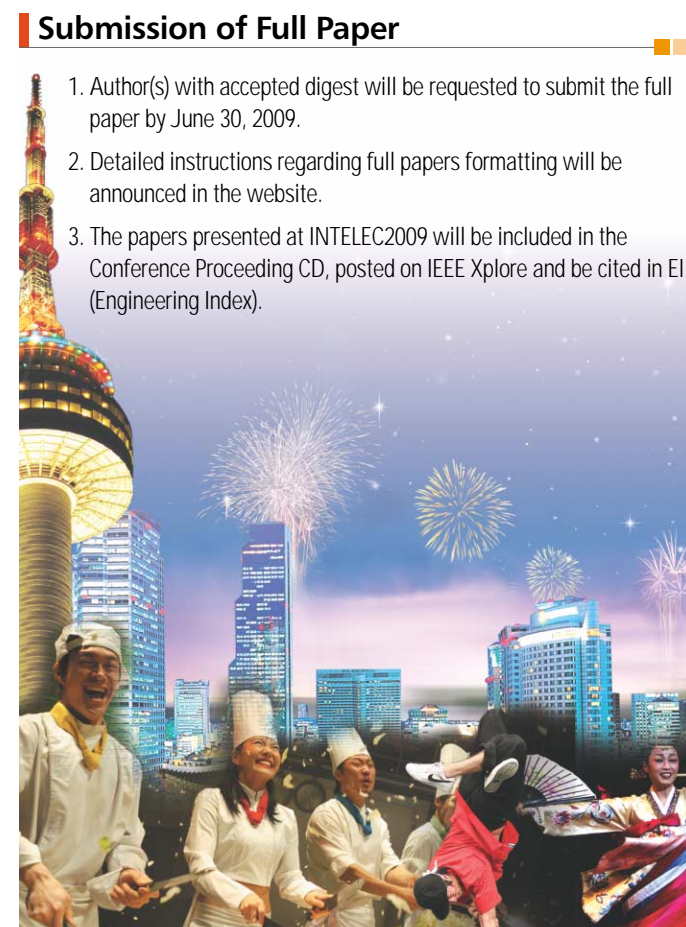 Submission of Full Paper
1. Author(s) with accepted digest will be requested to submit the full
paper by June 30, 2009.
2. Detailed instructions regarding full papers formatting will be
announced in the website.
3. The papers presented at INTELEC2009 will be included in the
Conference Proceeding CD, posted on IEEE Xplore and be cited in EI
(Engineering Index).